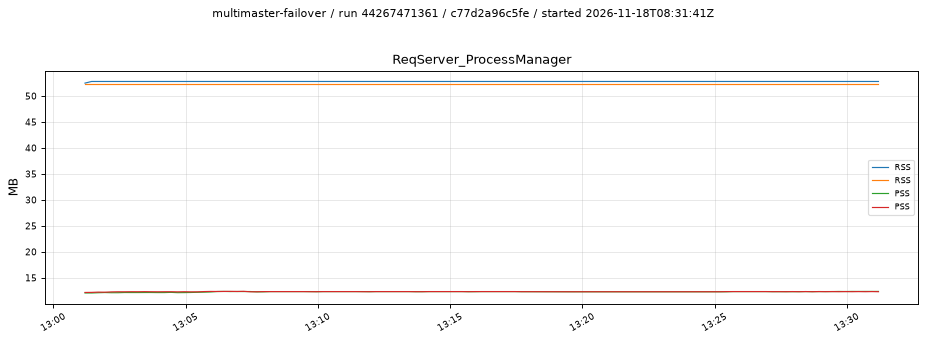 multimaster-failover / run 44267471361 / c77d2a96c5fe / started 2026-11-18T08:31:41Z
ReqServer_ProcessManager
MB
50
45
40
35
30
25
20
15
RSS
RSS
PSS
PSS
13:00
13:05
13:10
13:15
13:20
13:25
13:30